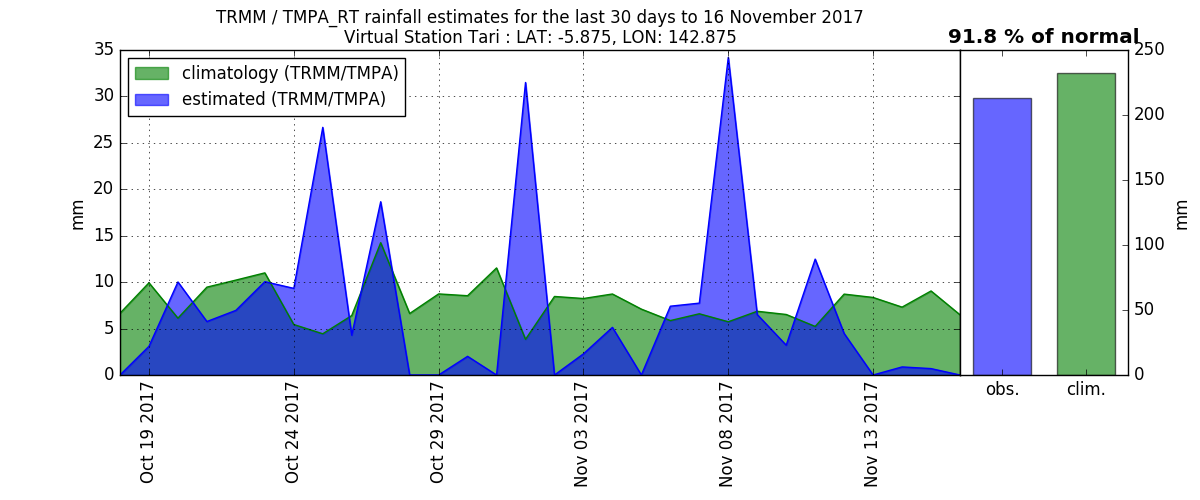 TRMM / TMPA_RT rainfall estimates for the last 30 days to 16 November 2017
Virtual Station Tari : LAT: -5.875, LON: 142.875
91.8 % of normal
climatology (TRMM/TMPA)
estimated (TRMM/TMPA)
35
30
25
20
15
10
5
0
mm
Oct 19 2017
Oct 24 2017
Oct 29 2017
Nov 03 2017
Nov 08 2017
Nov 13 2017
250
200
150
100
50
0
mm
obs.
clim.